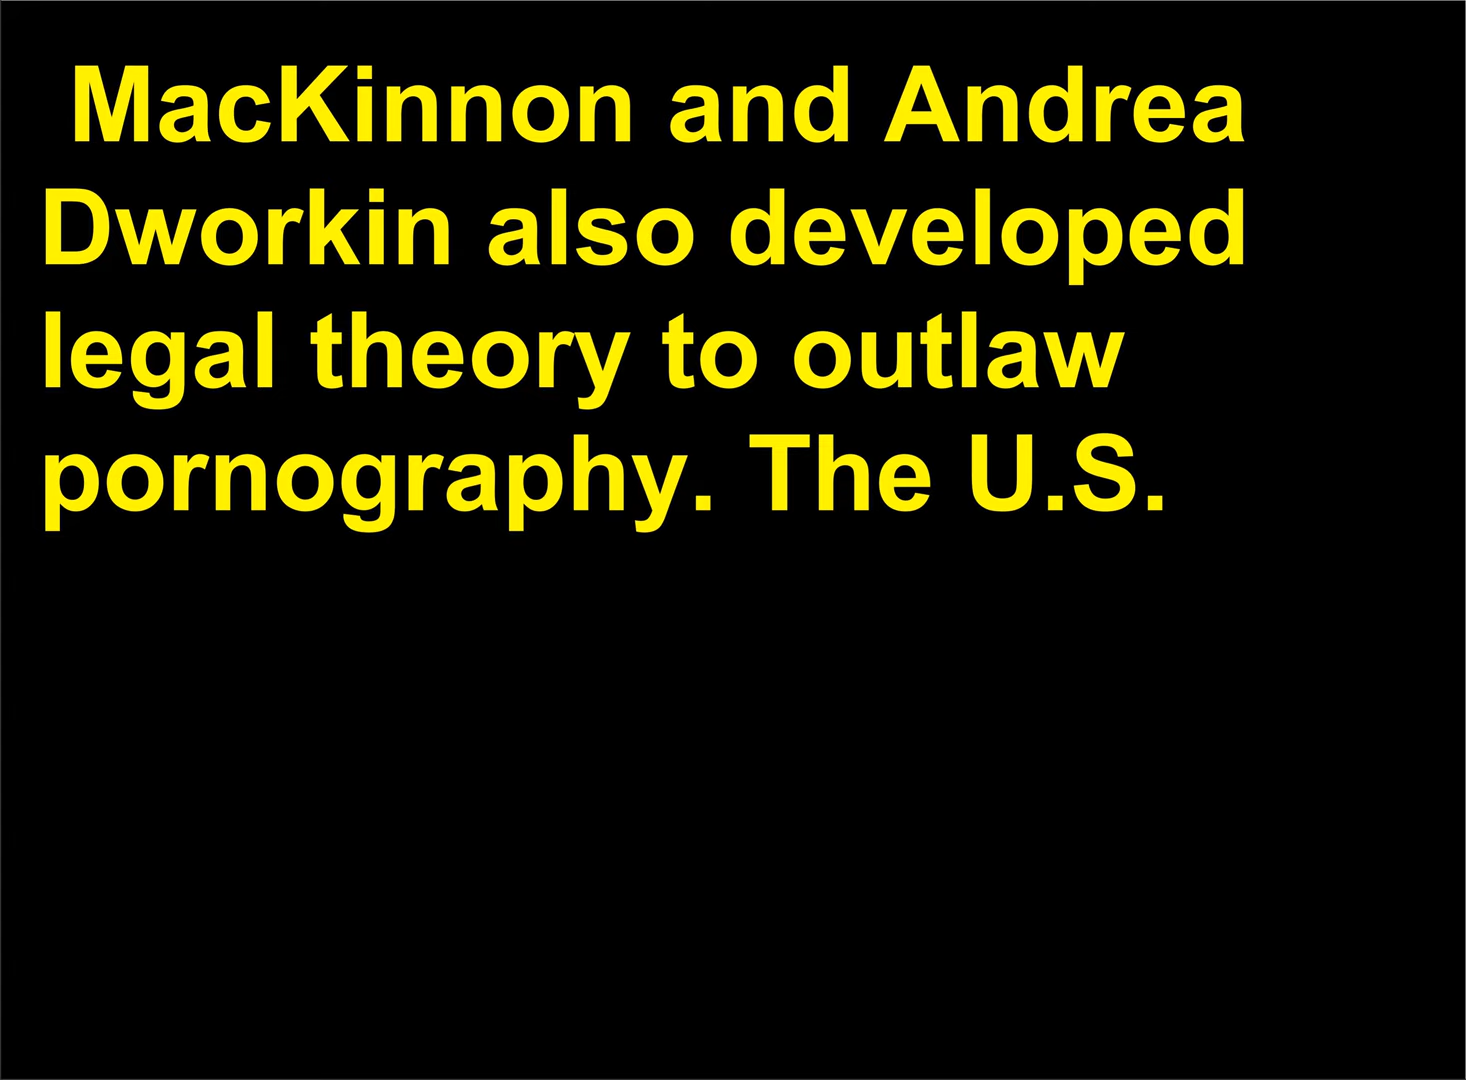 MacKinnon and Andrea
Dworkin also developed
legal theory to outlaw
pornography. The U.S.